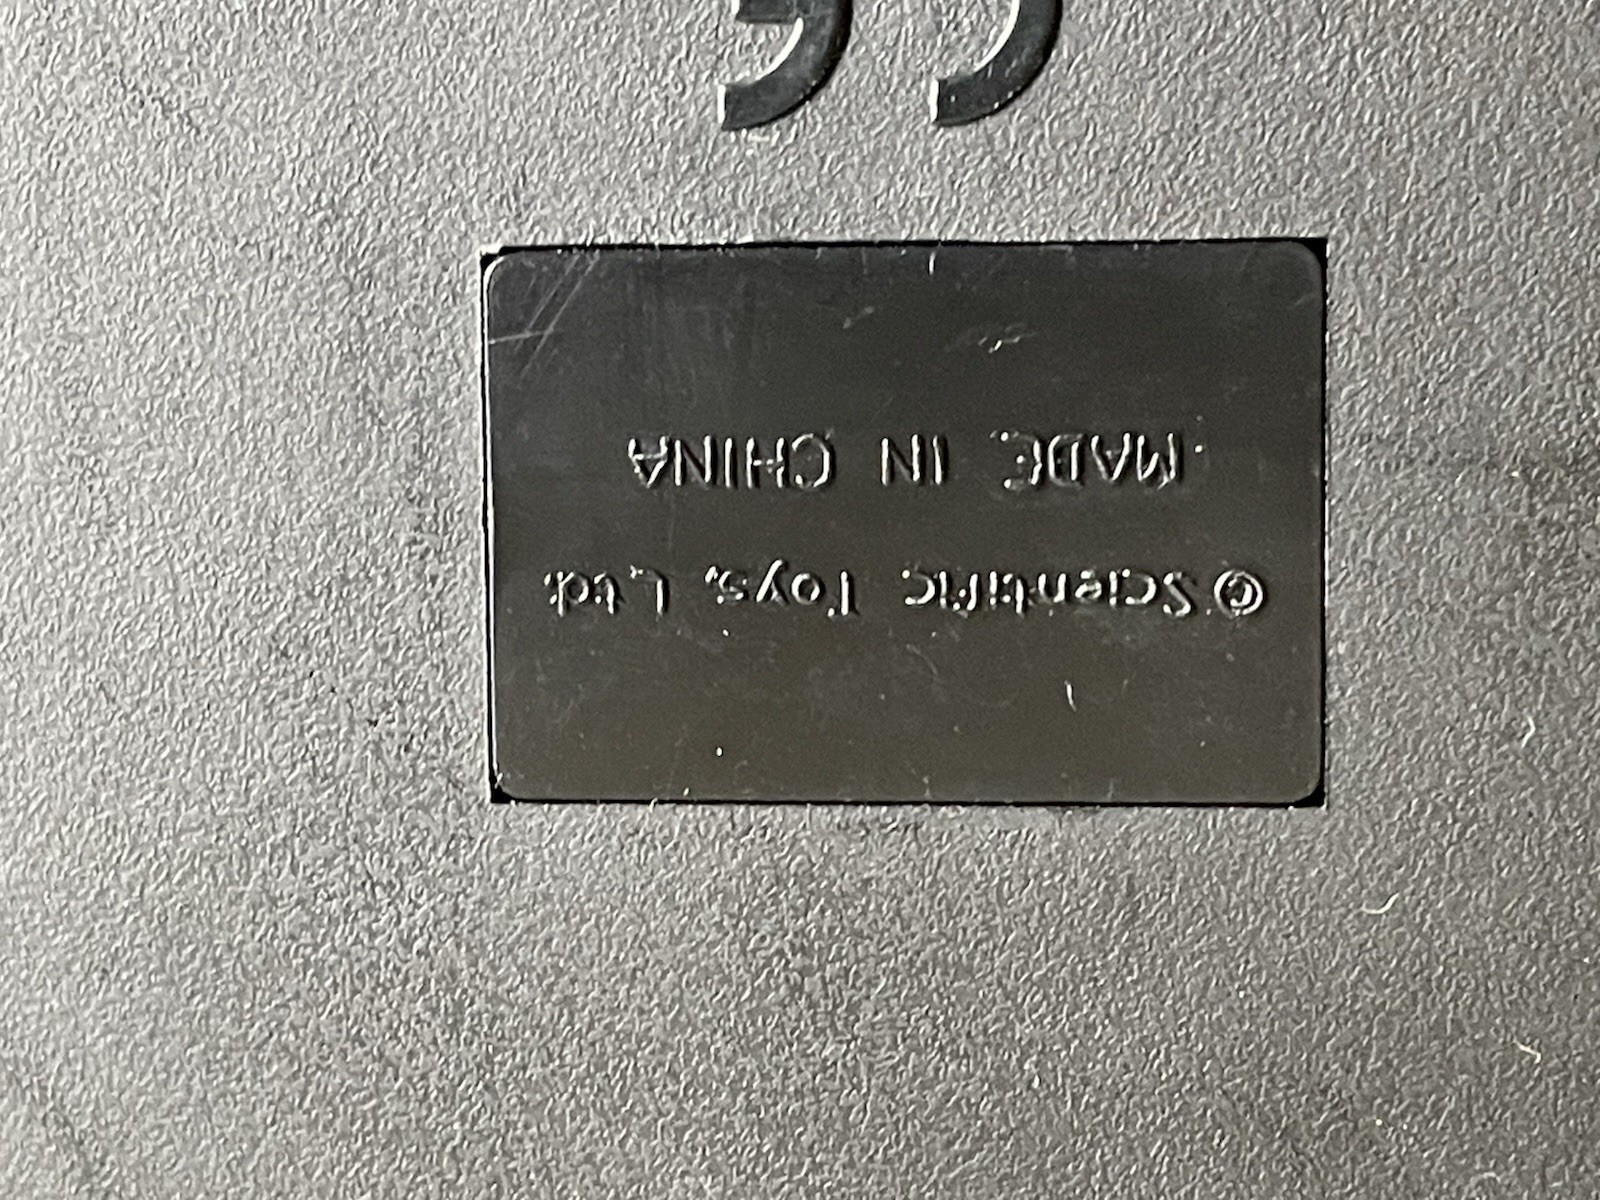 © Scientific Toys, Ltd.
MADE IN CHINA